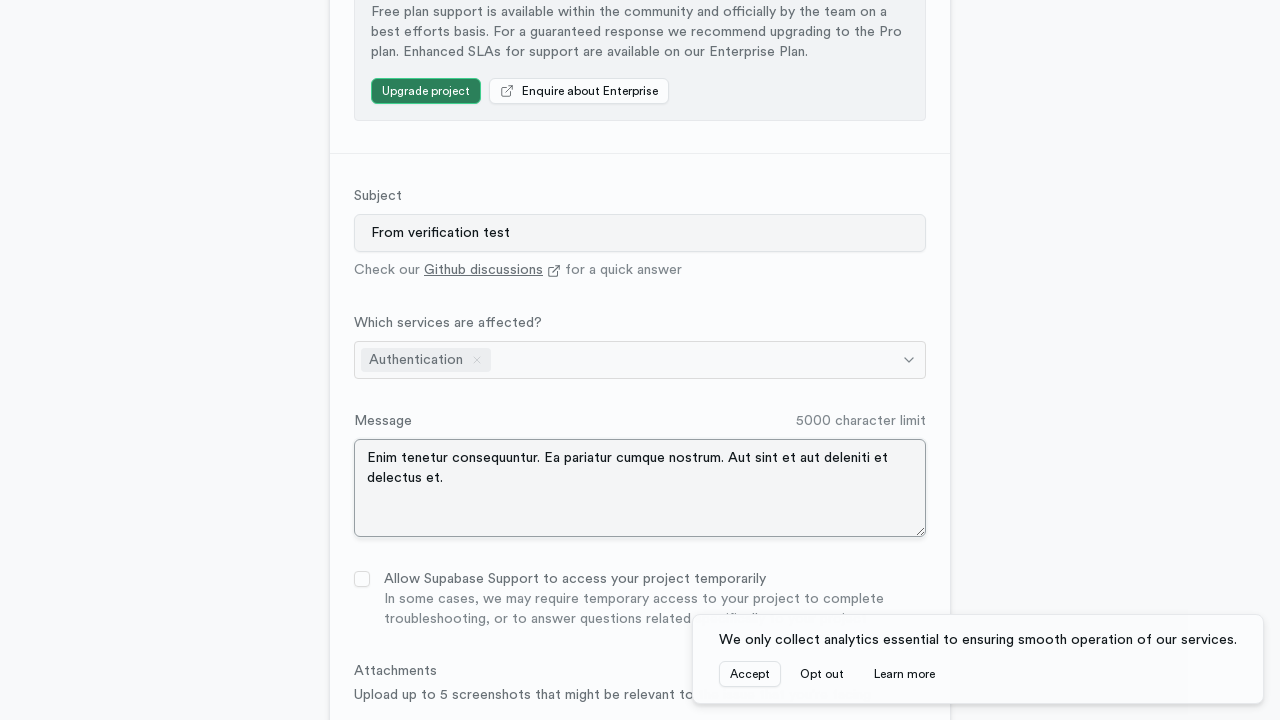 Free plan support is available within the community and officially by the team on a
best efforts basis. For a guaranteed response we recommend upgrading to the Pro
plan. Enhanced SLAs for support are available on our Enterprise Plan.
Upgrade project
Enquire about Enterprise
Subject
From verification test
Check our Github discussions for a quick answer
Which services are affected?
Authentication
Message
5000 character limit
Enim tenetur consequuntur. Ea pariatur cumque nostrum. Aut sint et aut deleniti et
delectus et.
Allow Supabase Support to access your project temporarily
In some cases, we may require temporary access to your project to complete
troubleshooting, or to answer questions related
We only collect analytics essential to ensuring smooth operation of our services.
Accept
Opt out
Learn more
Attachments
Upload up to 5 screenshots that might be relevant to